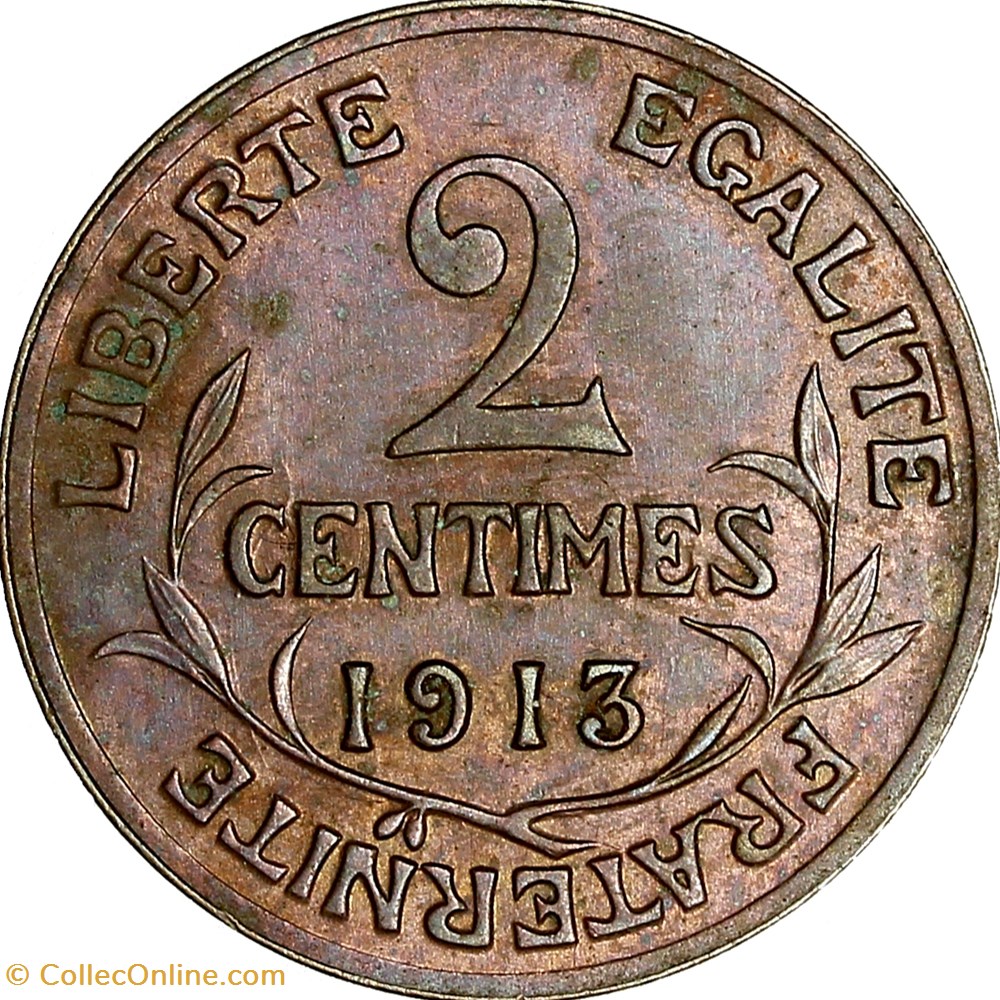 LIBERTE EGALITE
2
CENTIMES
1913
FRATERNITE
© CollecOnline.com